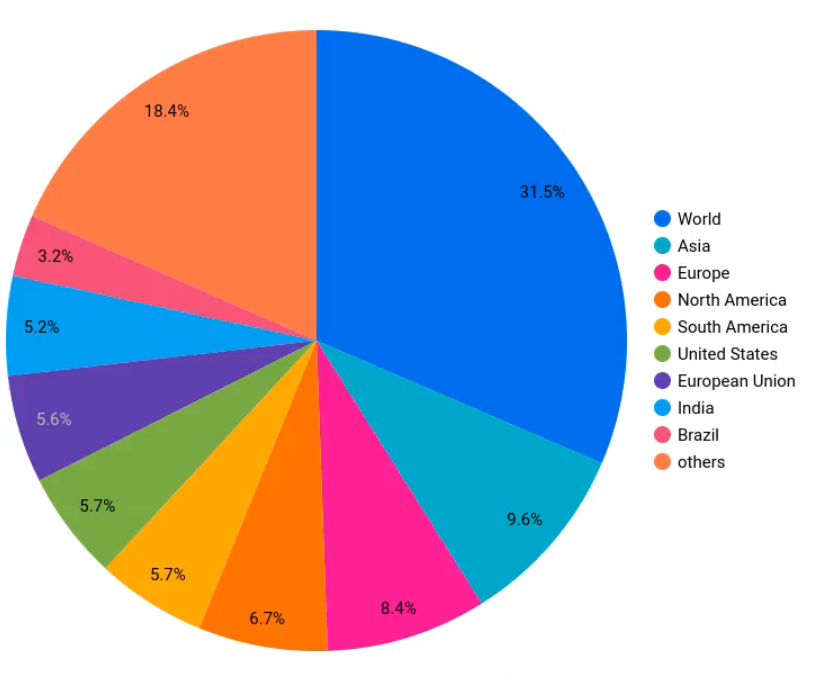 18.4%
31.5%
3.2%
5.2%
5.6%
5.7%
5.7%
6.7%
8.4%
9.6%
World
Asia
Europe
North America
South America
United States
European Union
India
Brazil
others